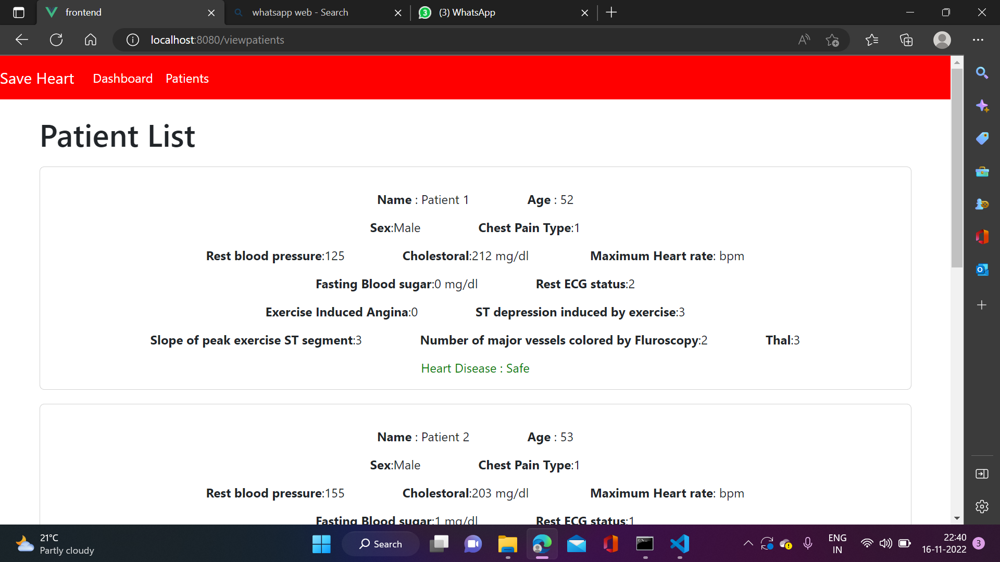 frontend
whatsapp web - Search
3
(3) WhatsApp
localhost:8080/viewpatients
Save Heart Dashboard Patients
Patient List
Name : Patient 1 Age : 52
Sex:Male Chest Pain Type:1
Rest blood pressure:125 Cholestoral:212 mg/dl Maximum Heart rate: bpm
Fasting Blood sugar:0 mg/dl Rest ECG status:2
Exercise Induced Angina:0 ST depression induced by exercise:3
Slope of peak exercise ST segment:3 Number of major vessels colored by Fluroscopy:2 Thal:3
Heart Disease : Safe
Name : Patient 2 Age : 53
Sex:Male Chest Pain Type:1
Rest blood pressure:155 Cholestoral:203 mg/dl Maximum Heart rate: bpm
Fasting Blood sugar:1 mg/dl Rest ECG status:1
21°C
Partly cloudy
Search
ENG
IN
22:40
16-11-2022
3